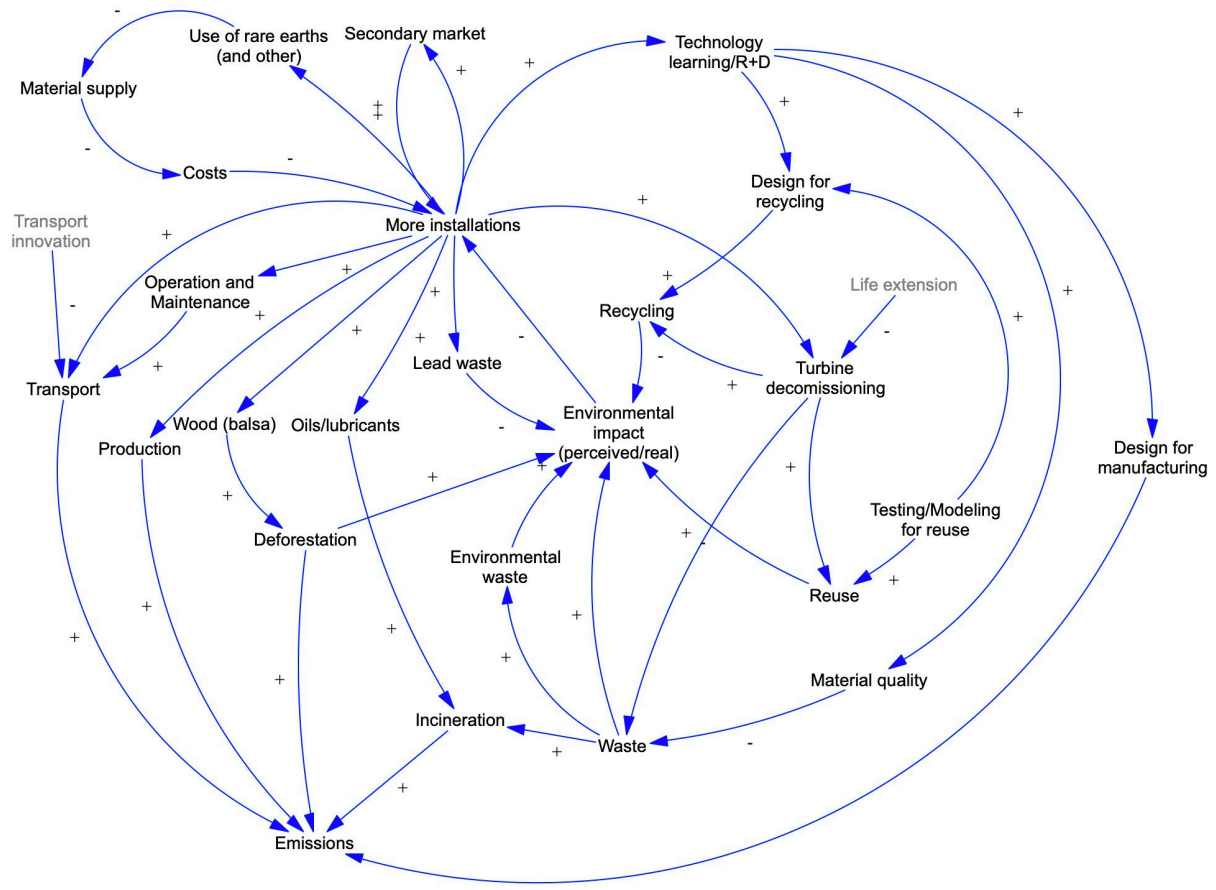 Use of rare earths
(and other)
Secondary market
Technology
learning/R+D
Material supply
Costs
Design for
recycling
Transport
innovation
More installations
Operation and
Maintenance
Life extension
Recycling
Lead waste
Turbine
decomissioning
Transport
Wood (balsa)
Oils/lubricants
Environmental
impact
(perceived/real)
Production
Design for
manufacturing
Testing/Modeling
for reuse
Deforestation
Environmental
waste
Reuse
Material quality
Incineration
Waste
Emissions